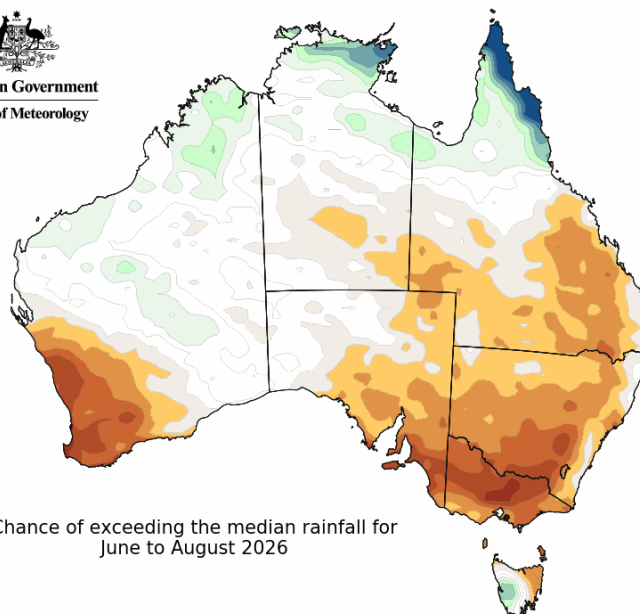 n Government
of Meteorology
Chance of exceeding the median rainfall for
June to August 2026